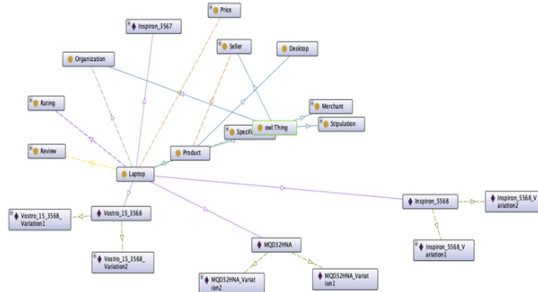 Price
Inspiron_3567
Seller
Desktop
Organization
Rating
Merchant
owl:Thing
Stipulation
Specifi
Review
Product
Laptop
Inspiron_5568
Inspiron_5568_V
ariation2
Vostro_15_3568
Vostro_15_3568_
Variation1
Inspiron_5568_V
ariation1
MQD32HNA
Vostro_15_3568_
Variation2
MQD32HNA_Variat
ion2
MQD32HNA_Variat
ion1